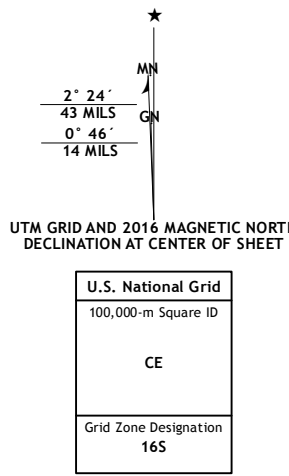 MN
2° 24´
43 MILS
GN
0° 46´
14 MILS
UTM GRID AND 2016 MAGNETIC NORTH
DECLINATION AT CENTER OF SHEET
U.S. National Grid
100,000-m Square ID
CE
Grid Zone Designation
16S